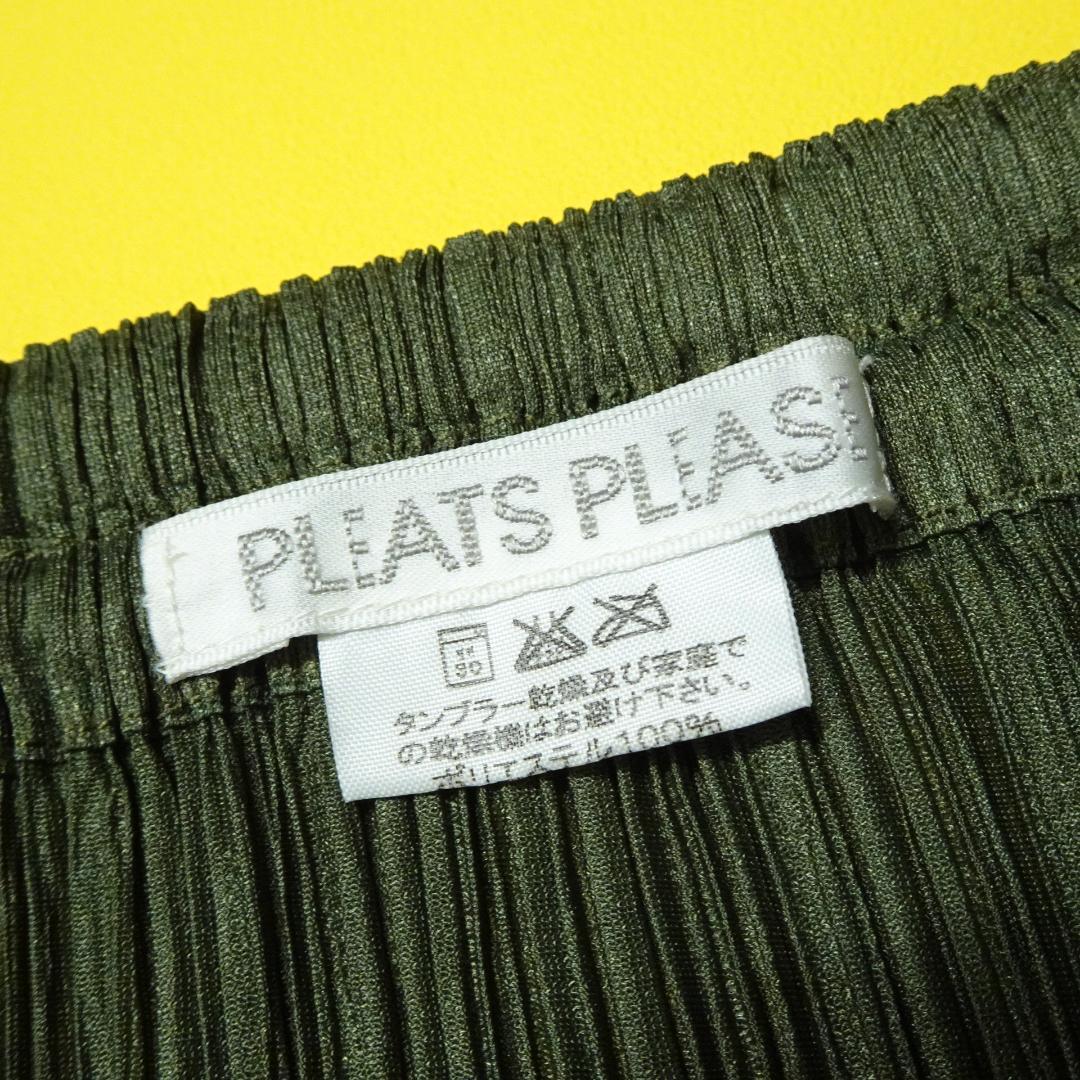 PLEATS PLEASE
タンブラー乾燥及び家庭で
の乾燥機はお避け下さい。
ポリエステル100%